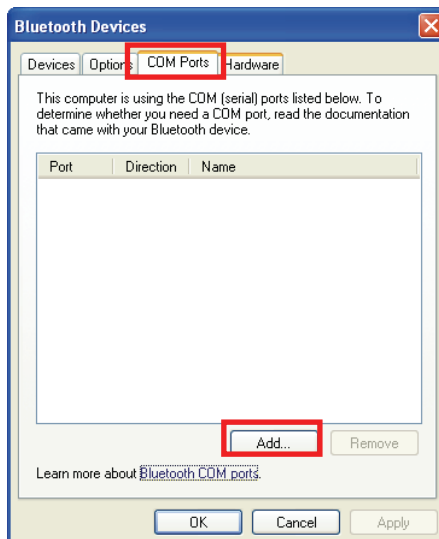 Bluetooth Devices
Devices Options COM Ports Hardware
This computer is using the COM (serial) ports listed below. To
determine whether you need a COM port, read the documentation
that came with your Bluetooth device.
Port Direction Name
Add... Remove
Learn more about Bluetooth COM ports.
OK Cancel Apply